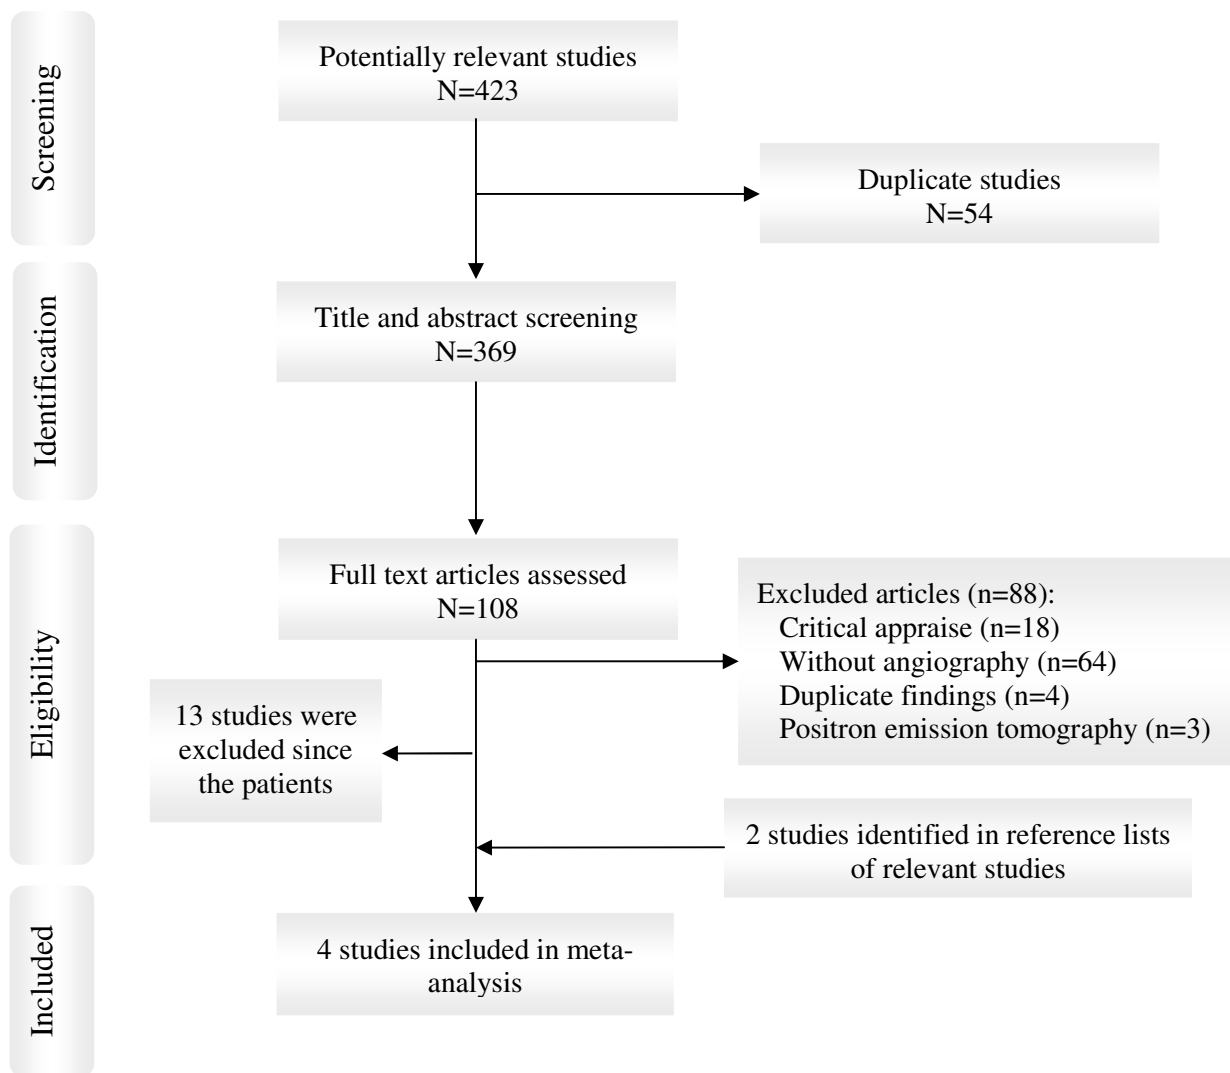 Screening
Potentially relevant studies
N=423
Duplicate studies
N=54
Identification
Title and abstract screening
N=369
Eligibility
Full text articles assessed
N=108
Excluded articles (n=88):
Critical appraise (n=18)
Without angiography (n=64)
Duplicate findings (n=4)
Positron emission tomography (n=3)
13 studies were
excluded since
the patients
2 studies identified in reference lists
of relevant studies
Included
4 studies included in meta-
analysis